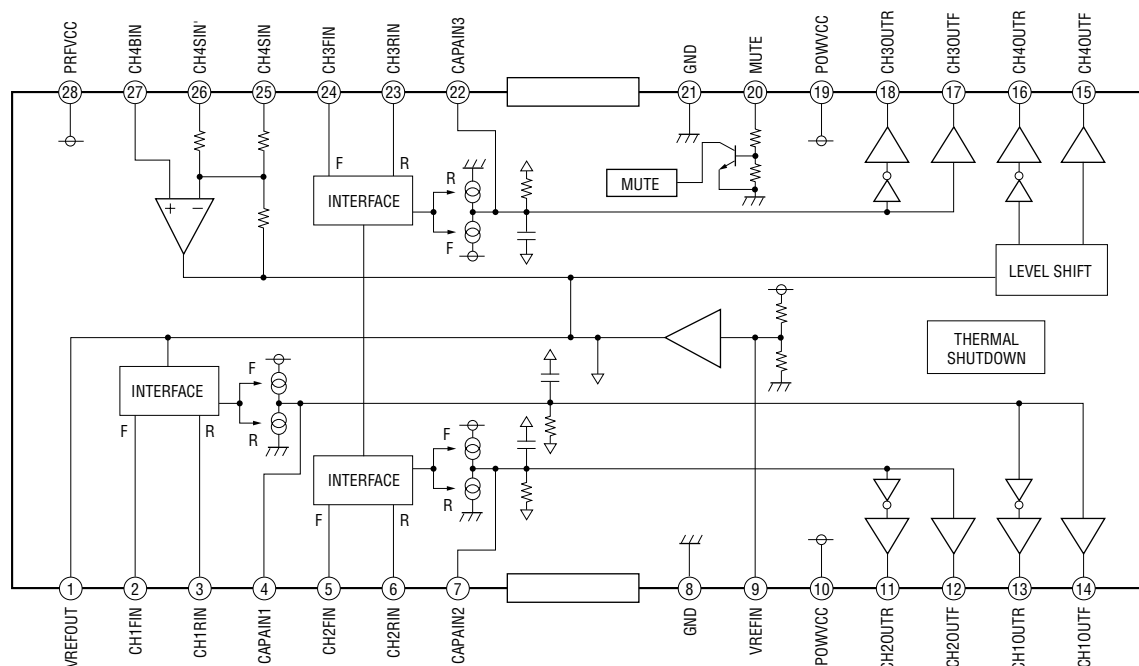 PRFVCC
CH4BIN
CH4SIN'
CH4SIN
CH3FIN
CH3RIN
CAPAIN3
GND
MUTE
POWVCC
CH3OUTR
CH3OUTF
CH4OUTR
CH4OUTF
28
27
26
25
24
23
22
21
20
19
18
17
16
15
F
R
INTERFACE
R
F
MUTE
+
−
LEVEL SHIFT
THERMAL
SHUTDOWN
INTERFACE
F
R
F
R
INTERFACE
F
R
F
R
1
2
3
4
5
6
7
8
9
10
11
12
13
14
VREFOUT
CH1FIN
CH1RIN
CAPAIN1
CH2FIN
CH2RIN
CAPAIN2
GND
VREFIN
POWVCC
CH2OUTR
CH2OUTF
CH1OUTR
CH1OUTF